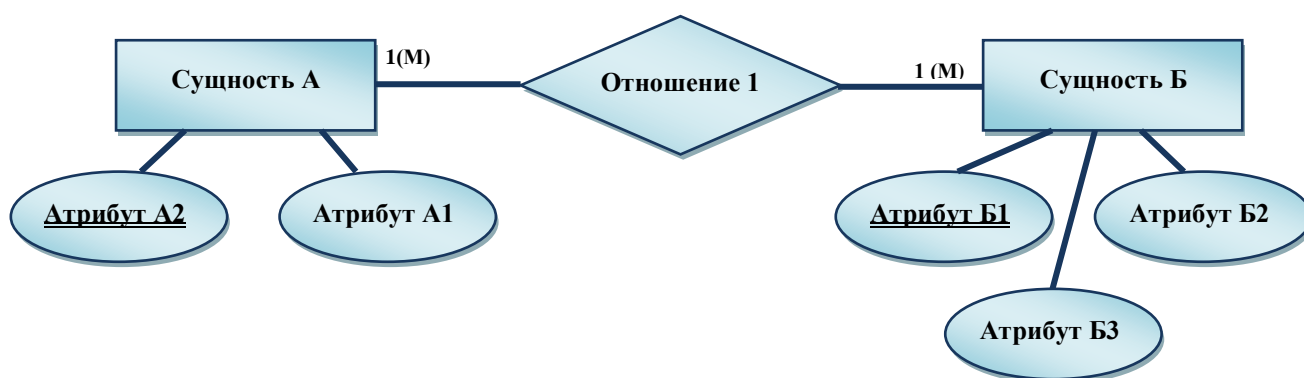 Сущность А
1(М)
Отношение 1
1 (М)
Сущность Б
Атрибут А2
Атрибут А1
Атрибут Б1
Атрибут Б2
Атрибут Б3